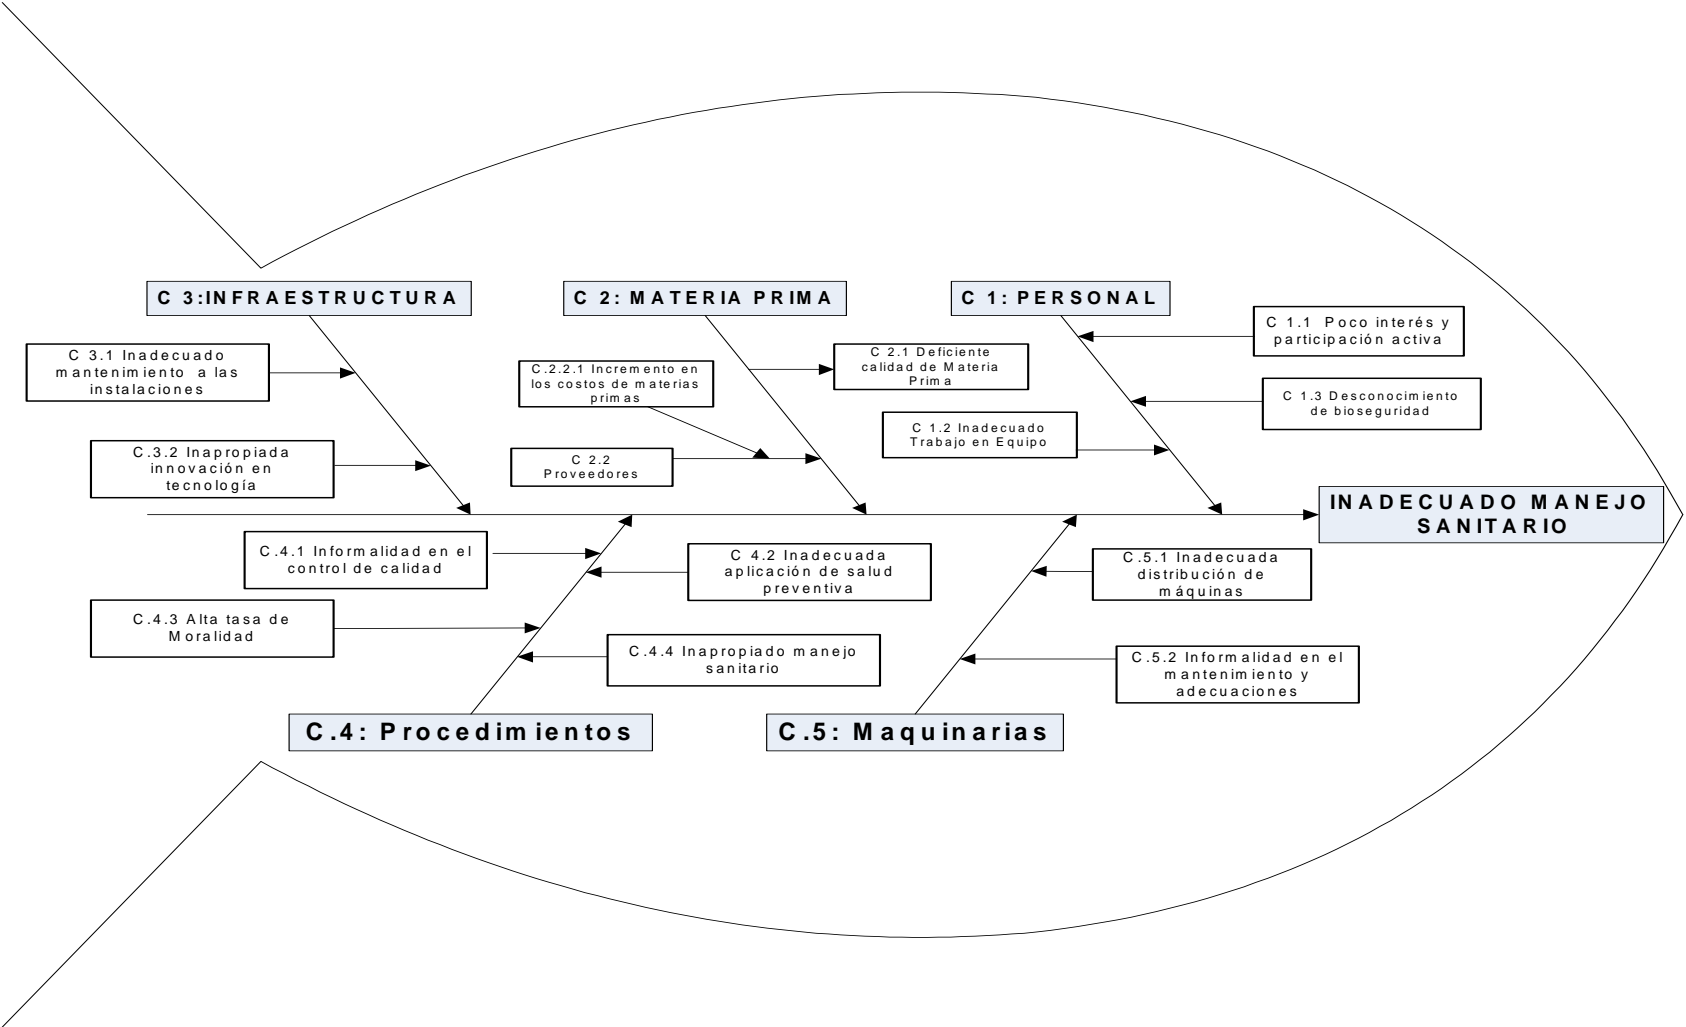 C 3:INFRAESTRUCTURA
C 2: MATERIA PRIMA
C 1: PERSONAL
C 1.1 Poco interés y
participación activa
C 3.1 Inadecuado
mantenimiento a las
instalaciones
C.2.2.1 Incremento en
los costos de materias
primas
C 2.1 Deficiente
calidad de Materia
Prima
C 1.3 Desconocimiento
de bioseguridad
C 1.2 Inadecuado
Trabajo en Equipo
C.3.2 Inapropiada
innovación en
tecnología
C 2.2
Proveedores
INADECUADO MANEJO
SANITARIO
C.4.1 Informalidad en el
control de calidad
C 4.2 Inadecuada
aplicación de salud
preventiva
C.5.1 Inadecuada
distribución de
máquinas
C.4.3 Alta tasa de
Moralidad
C.4.4 Inapropiado manejo
sanitario
C.5.2 Informalidad en el
mantenimiento y
adecuaciones
C.4: Procedimientos
C.5: Maquinarias